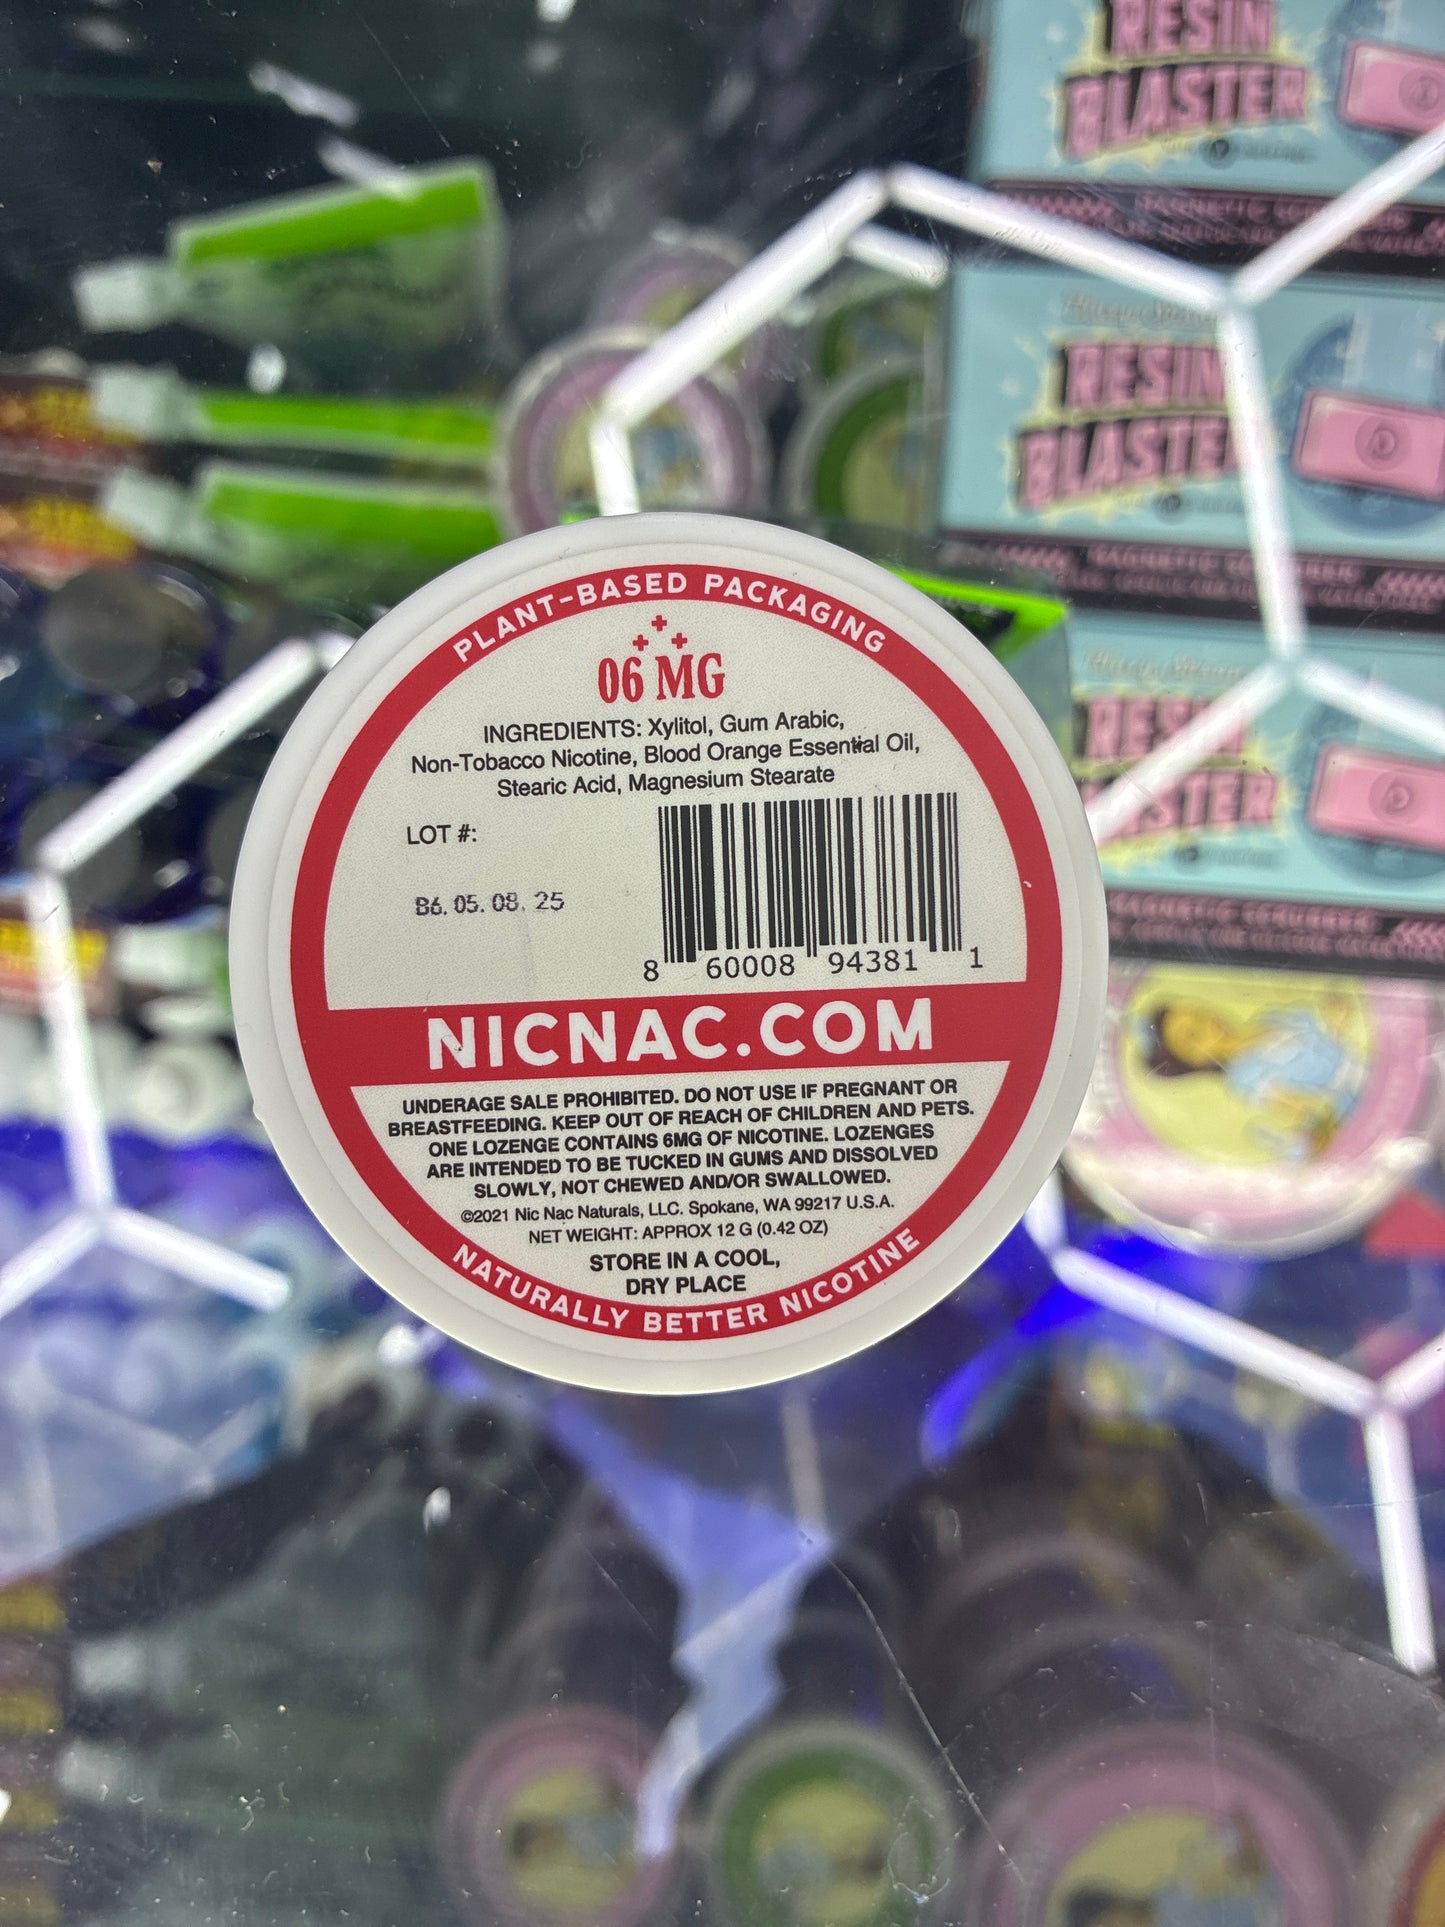 RESIN
BLASTER
RESIN
BLASTER
PLANT-BASED PACKAGING
06 MG
INGREDIENTS: Xylitol, Gum Arabic,
Non-Tobacco Nicotine, Blood Orange Essential Oil,
Stearic Acid, Magnesium Stearate
LOT #:
B6. 05. 08. 25
8 60008 94381 1
NICNAC.COM
UNDERAGE SALE PROHIBITED. DO NOT USE IF PREGNANT OR
BREASTFEEDING. KEEP OUT OF REACH OF CHILDREN AND PETS.
ONE LOZENGE CONTAINS 6MG OF NICOTINE. LOZENGES
ARE INTENDED TO BE TUCKED IN GUMS AND DISSOLVED
SLOWLY, NOT CHEWED AND/OR SWALLOWED.
©2021 Nic Nac Naturals, LLC. Spokane, WA 99217 U.S.A.
NET WEIGHT: APPROX 12 G (0.42 OZ)
STORE IN A COOL,
DRY PLACE
NATURALLY BETTER NICOTINE
RESIN
BLASTER